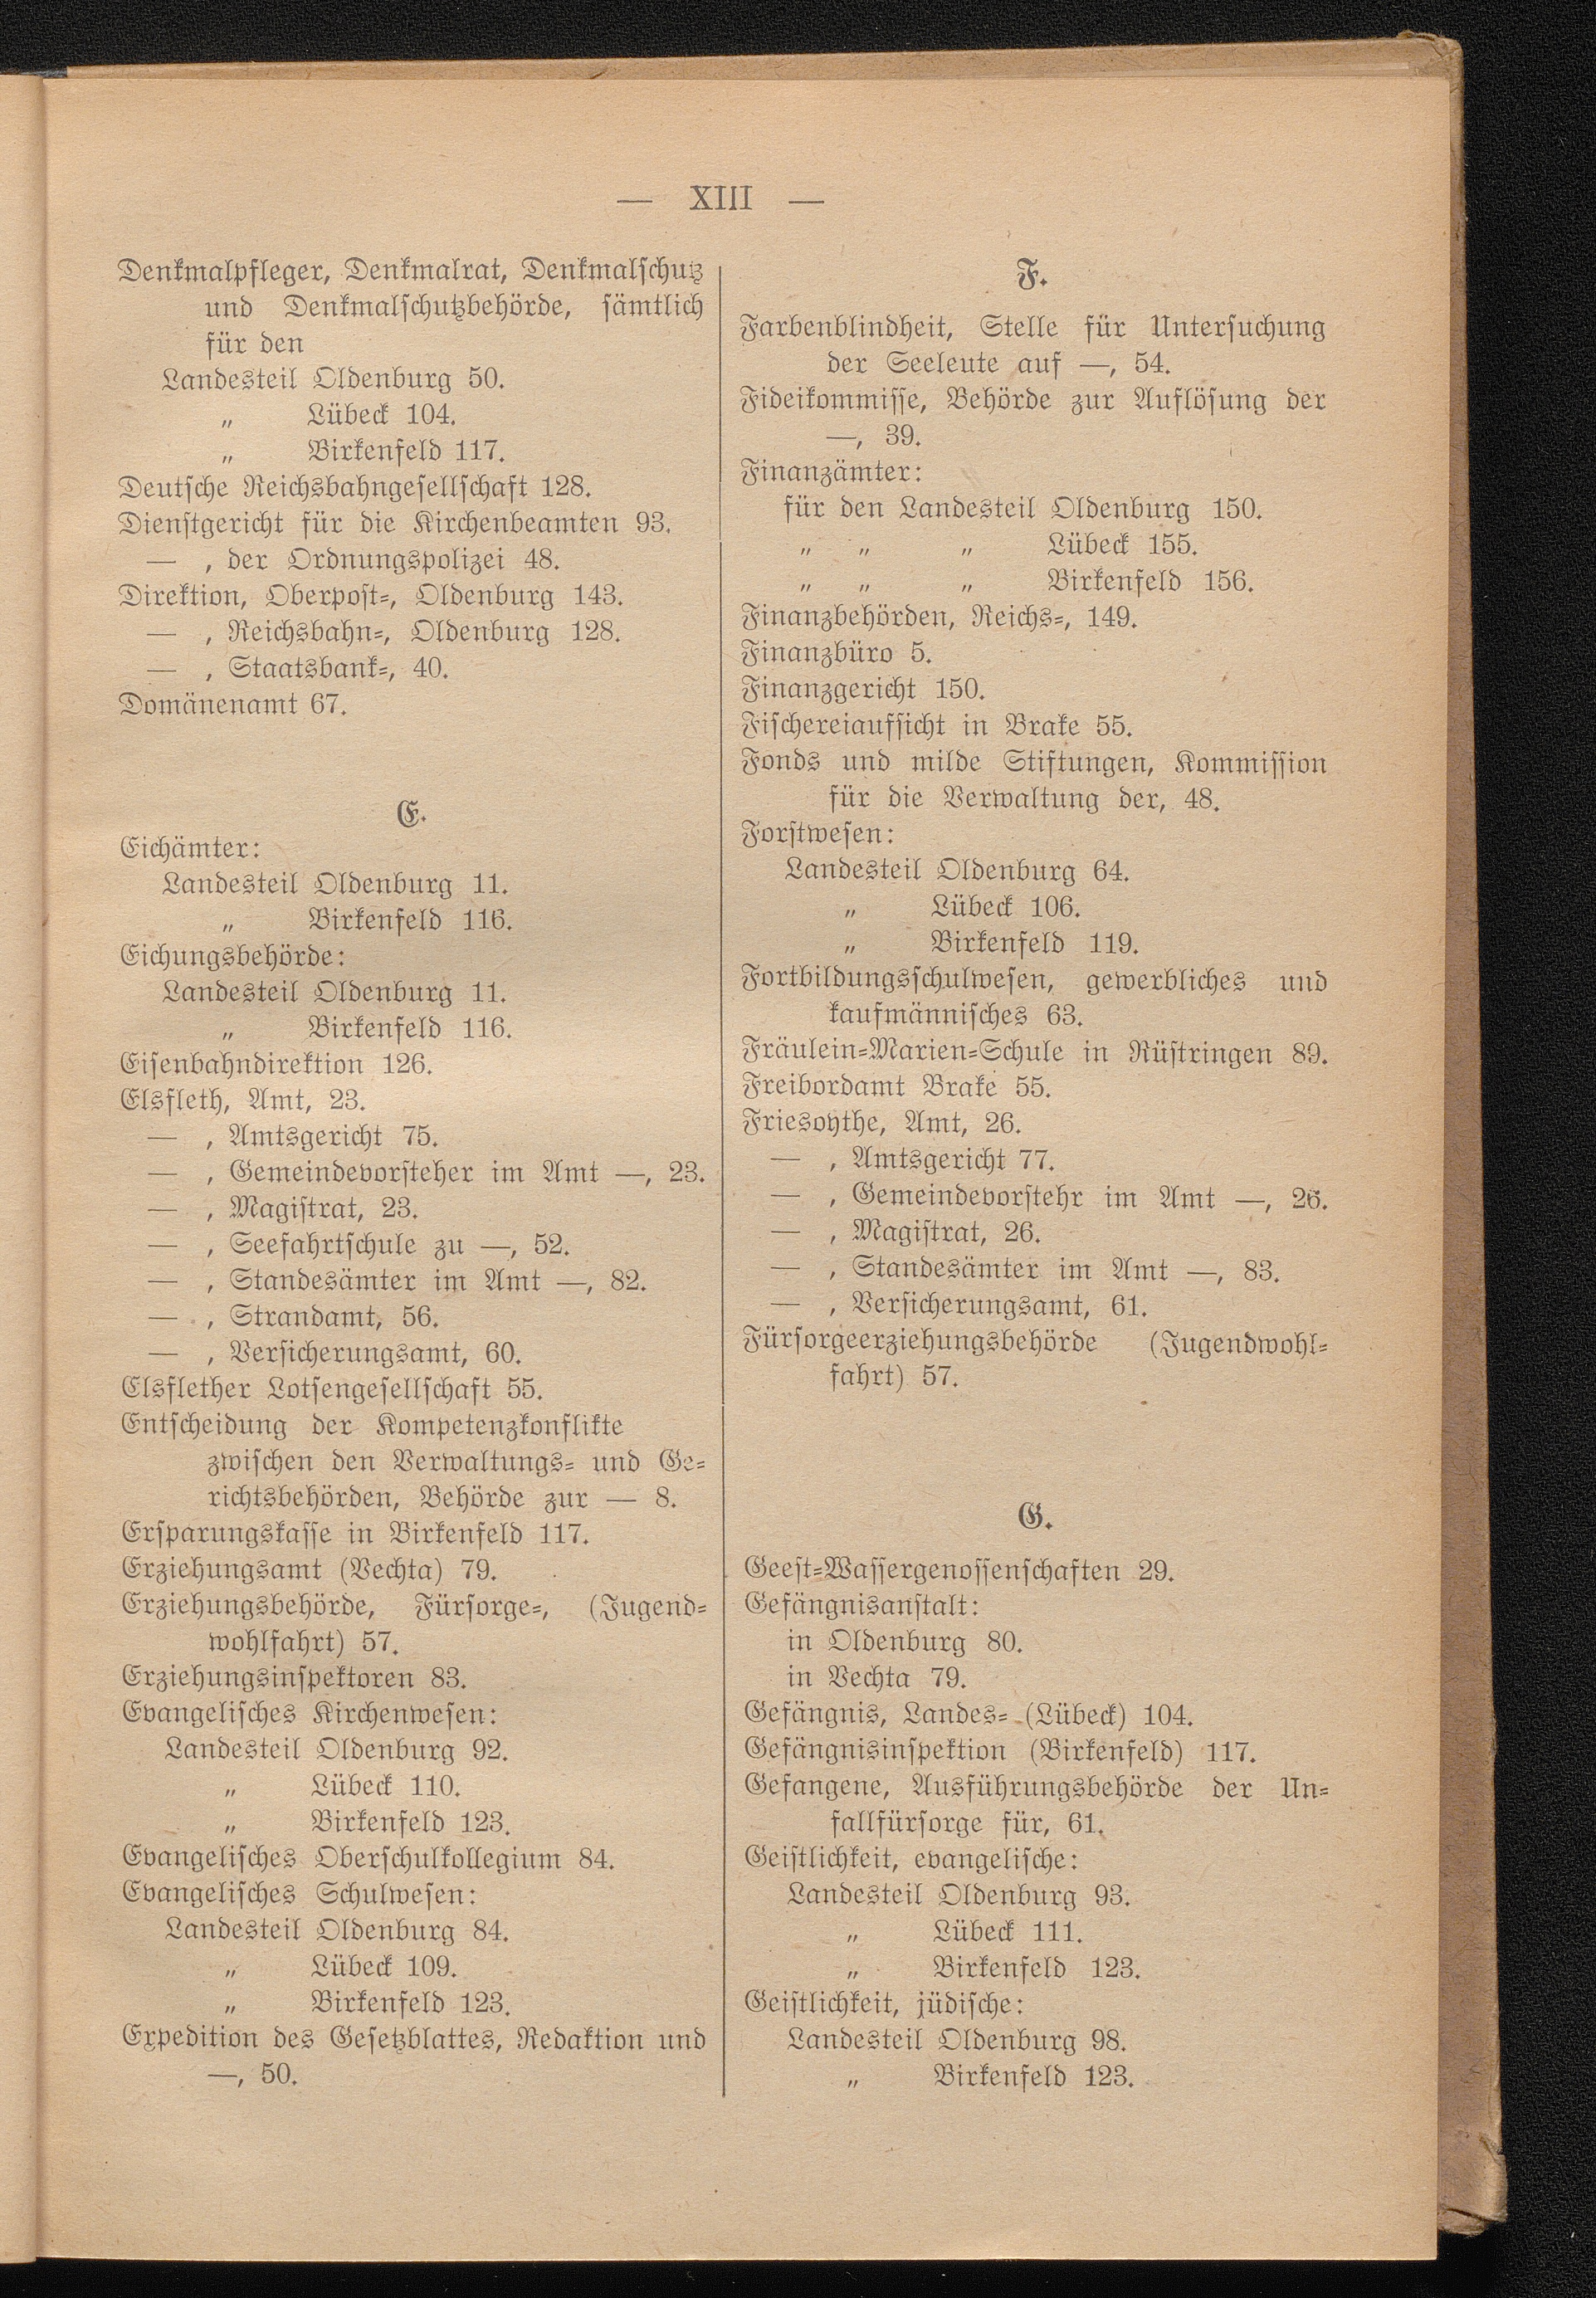 — XIII —
Denkmalpfleger, Denkmalrat, Denkmalschutz
und Denkmalschutzbehörde, sämtlich
für den
Landesteil Oldenburg 50.
„ Lübeck 104.
„ Birkenfeld 117.
Deutsche Reichsbahngesellschaft 128.
Dienstgericht für die Kirchenbeamten 93.
— , der Ordnungspolizei 48.
Direktion, Oberpost-, Oldenburg 143.
— , Reichsbahn-, Oldenburg 128.
— , Staatsbank-, 40.
Domänenamt 67.
E.
Eichämter:
Landesteil Oldenburg 11.
„ Birkenfeld 116.
Eichungsbehörde:
Landesteil Oldenburg 11.
„ Birkenfeld 116.
Eisenbahndirektion 126.
Elsfleth, Amt, 23.
— , Amtsgericht 75.
— , Gemeindevorsteher im Amt —, 23.
— , Magistrat, 23.
— , Seefahrtschule zu —, 52.
— , Standesämter im Amt —, 82.
— , Strandamt, 56.
— , Versicherungsamt, 60.
Elsflether Lotsengesellschaft 55.
Entscheidung der Kompetenzkonflikte
zwischen den Verwaltungs- und Ge-
richtsbehörden, Behörde zur — 8.
Ersparungskasse in Birkenfeld 117.
Erziehungsamt (Vechta) 79.
Erziehungsbehörde, Fürsorge-, (Jugend-
wohlfahrt) 57.
Erziehungsinspektoren 83.
Evangelisches Kirchenwesen:
Landesteil Oldenburg 92.
„ Lübeck 110.
„ Birkenfeld 123.
Evangelisches Oberschulkollegium 84.
Evangelisches Schulwesen:
Landesteil Oldenburg 84.
„ Lübeck 109.
„ Birkenfeld 123.
Expedition des Gesetzblattes, Redaktion und
—, 50.
F.
Farbenblindheit, Stelle für Untersuchung
der Seeleute auf —, 54.
Fideikommisse, Behörde zur Auflösung der
—, 39.
Finanzämter:
für den Landesteil Oldenburg 150.
„ „ „ Lübeck 155.
„ „ „ Birkenfeld 156.
Finanzbehörden, Reichs-, 149.
Finanzbüro 5.
Finanzgericht 150.
Fischereiaufsicht in Brake 55.
Fonds und milde Stiftungen, Kommission
für die Verwaltung der, 48.
Forstwesen:
Landesteil Oldenburg 64.
„ Lübeck 106.
„ Birkenfeld 119.
Fortbildungsschulwesen, gewerbliches und
kaufmännisches 63.
Fräulein-Marien-Schule in Rüstringen 89.
Freibordamt Brake 55.
Friesoythe, Amt, 26.
— , Amtsgericht 77.
— , Gemeindevorstehr im Amt —, 26.
— , Magistrat, 26.
— , Standesämter im Amt —, 83.
— , Versicherungsamt, 61.
Fürsorgeerziehungsbehörde (Jugendwohl-
fahrt) 57.
G.
Geest-Wassergenossenschaften 29.
Gefängnisanstalt:
in Oldenburg 80.
in Vechta 79.
Gefängnis, Landes- (Lübeck) 104.
Gefängnisinspektion (Birkenfeld) 117.
Gefangene, Ausführungsbehörde der Un-
fallfürsorge für, 61.
Geistlichkeit, evangelische:
Landesteil Oldenburg 93.
„ Lübeck 111.
„ Birkenfeld 123.
Geistlichkeit, jüdische:
Landesteil Oldenburg 98.
„ Birkenfeld 123.